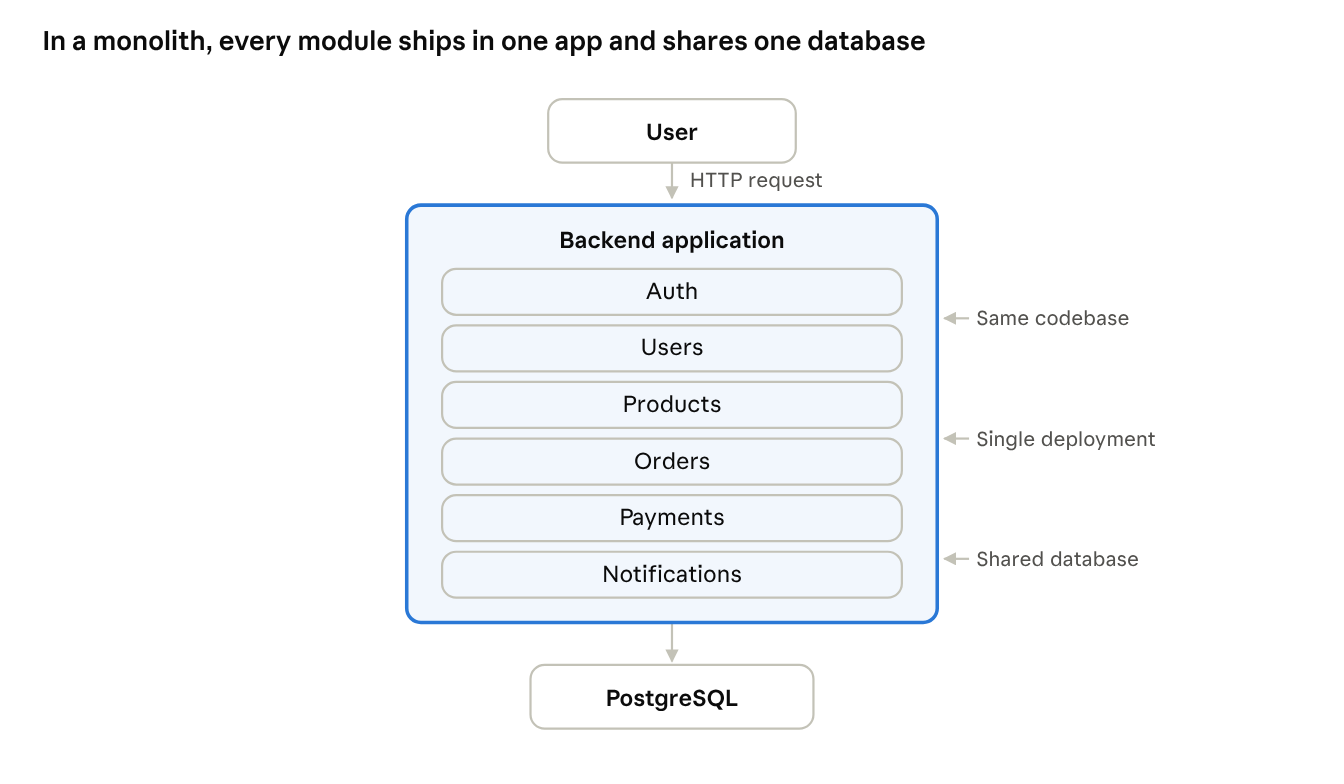 In a monolith, every module ships in one app and shares one database
User
HTTP request
Backend application
Auth
Same codebase
Users
Products
Single deployment
Orders
Payments
Shared database
Notifications
PostgreSQL